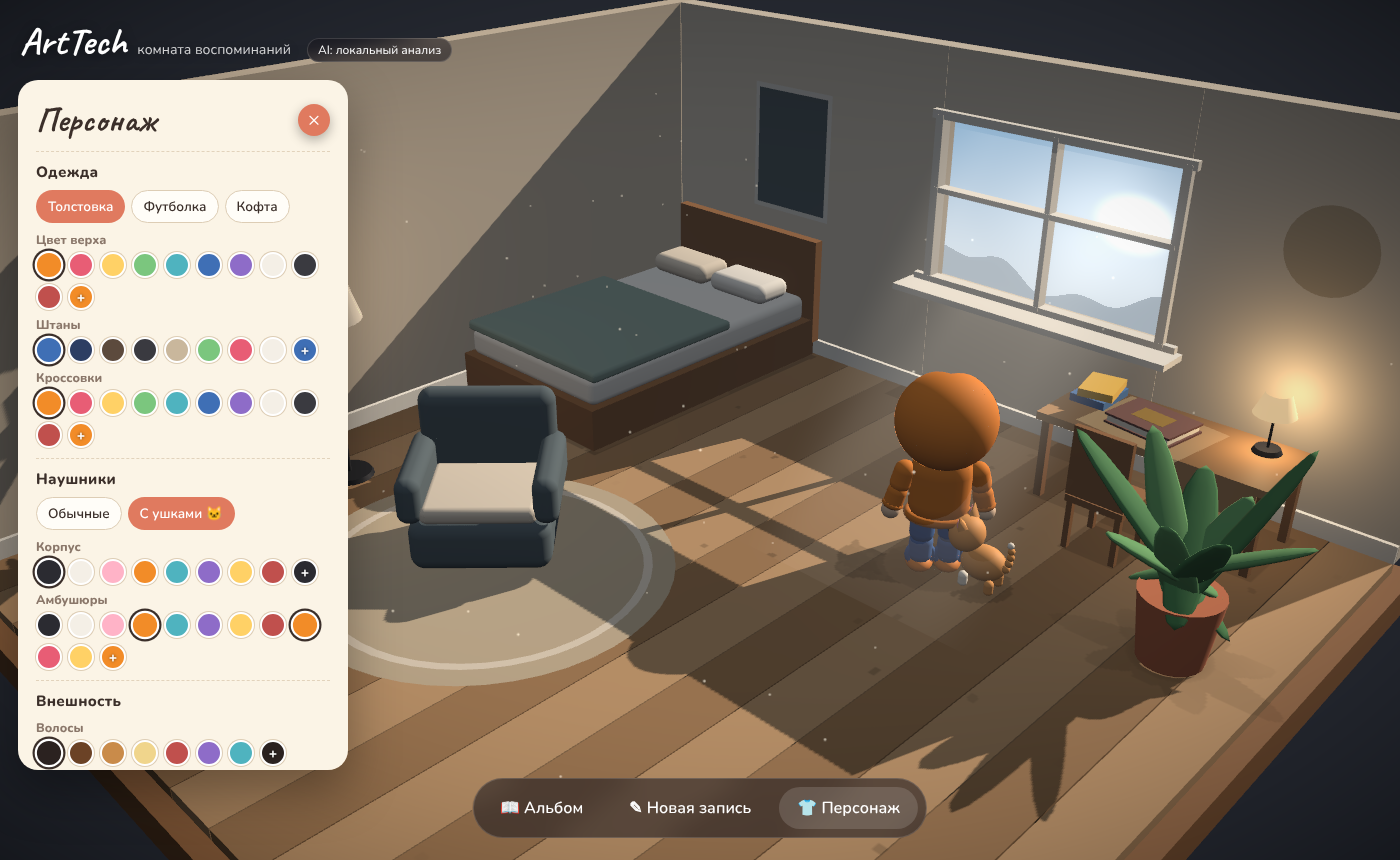 ArtTech комната воспоминаний AI: локальный анализ
Персонаж
Одежда
Толстовка Футболка Кофта
Цвет верха
+
Штаны
+
Кроссовки
+
Наушники
Обычные С ушками 🐱
Корпус
+
Амбушюры
+
Внешность
Волосы
+
📖 Альбом ✎ Новая запись 👕 Персонаж